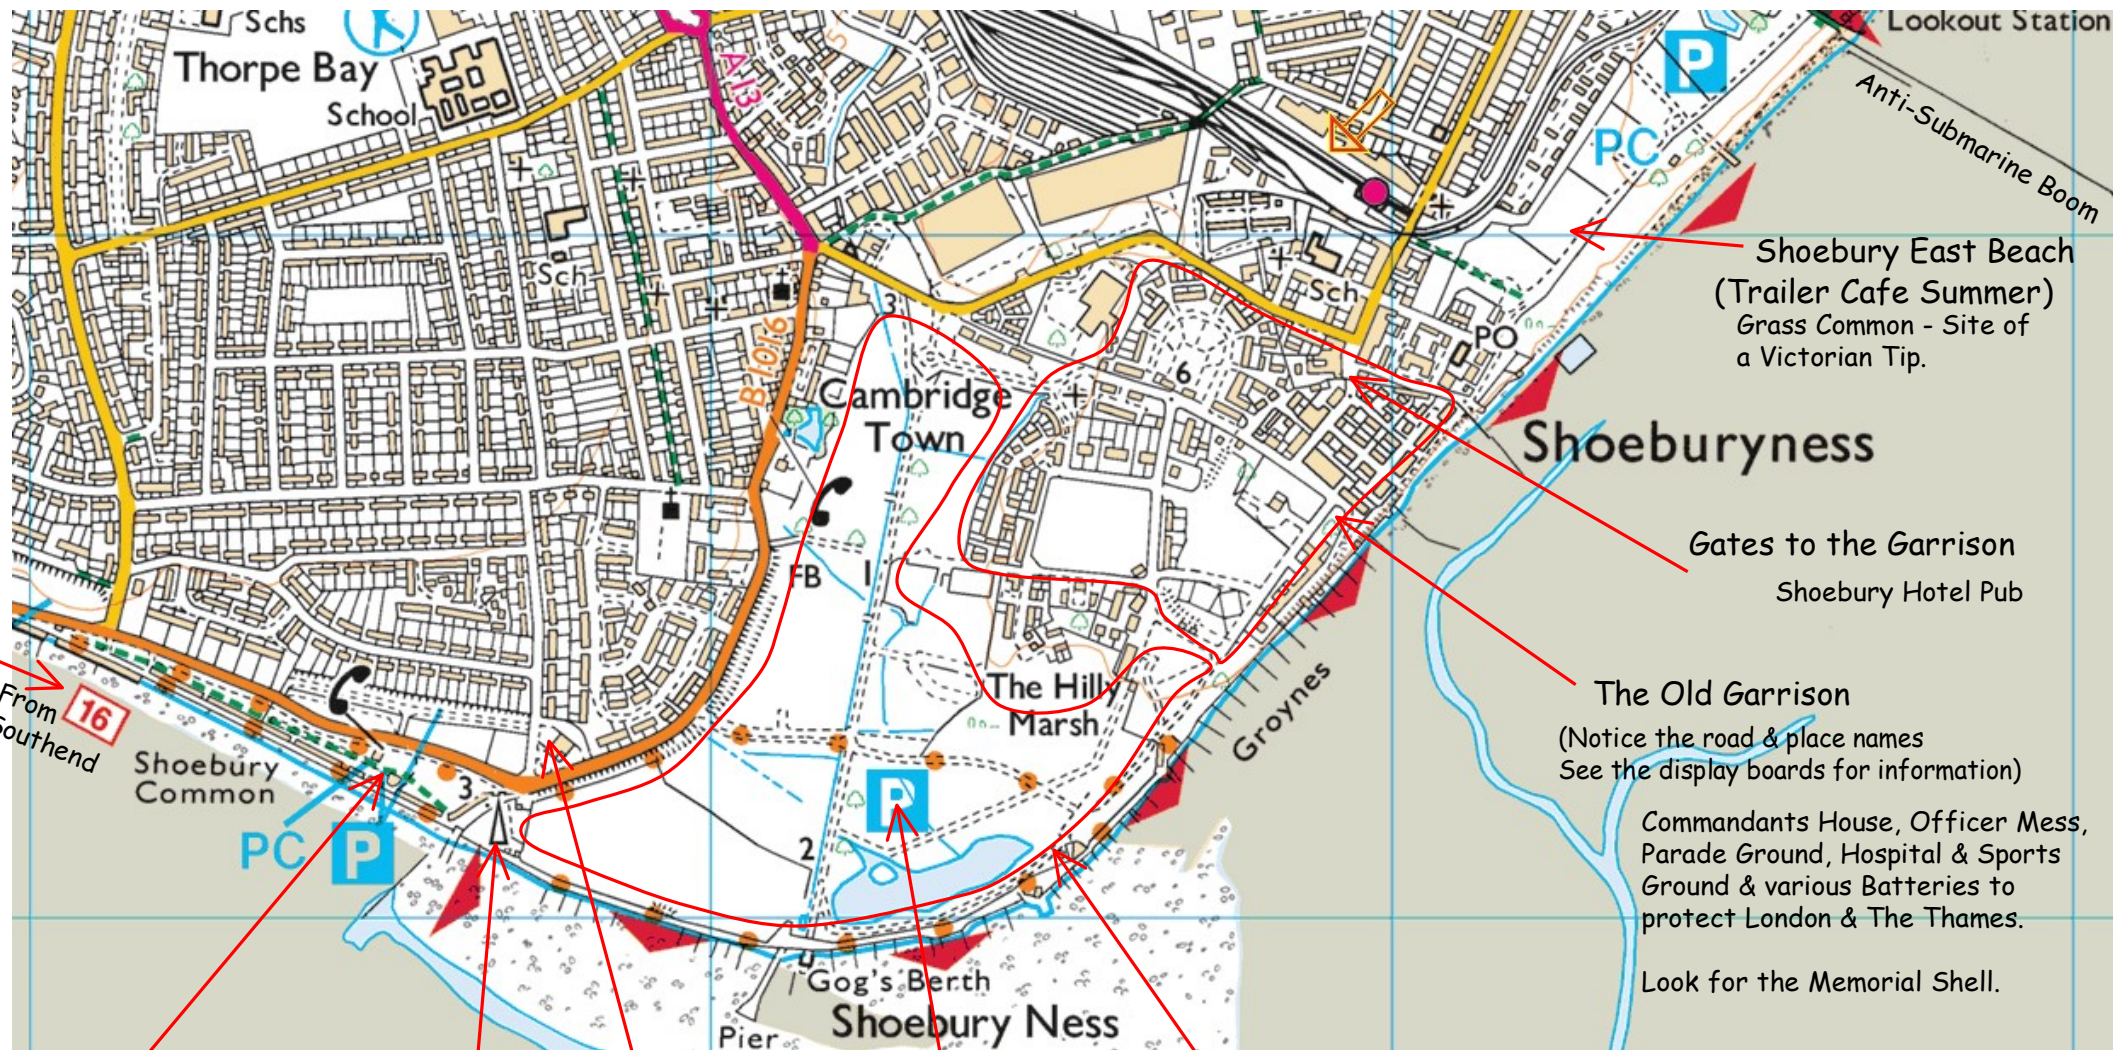 Schs
Thorpe Bay
School
A13
5
Lookout Station
P
PC
Anti-Submarine Boom
Shoebury East Beach
(Trailer Cafe Summer)
Grass Common - Site of
a Victorian Tip.
Sch
Sch
B1016
3
PO
6
Cambridge
Town
Shoeburyness
Gates to the Garrison
Shoebury Hotel Pub
FB
1
The Hilly
Marsh
Groynes
The Old Garrison
(Notice the road & place names
See the display boards for information)
From
Southend
16
Shoebury
Common
3
PC
P
P
2
Commandants House, Officer Mess,
Parade Ground, Hospital & Sports
Ground & various Batteries to
protect London & The Thames.
Look for the Memorial Shell.
Gog's Berth
Shoebury Ness
Pier